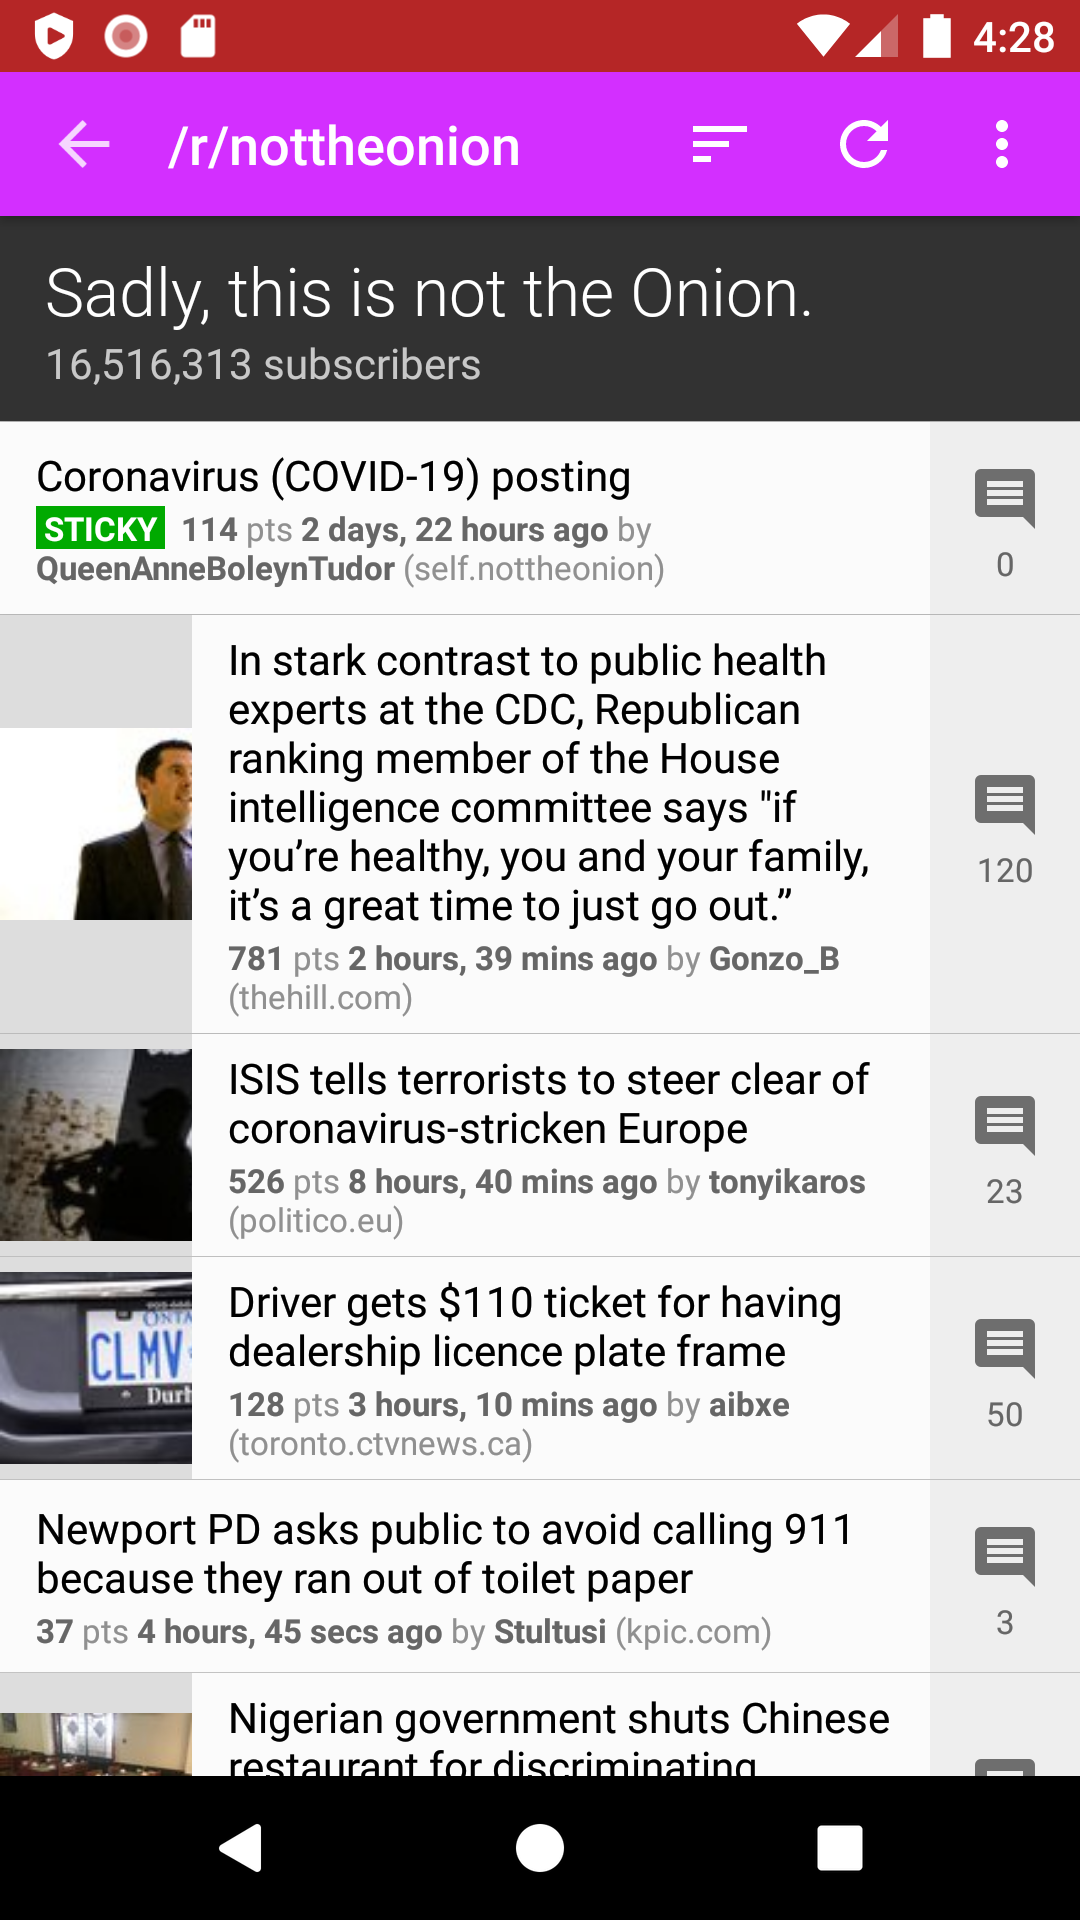 4:28
/r/nottheonion
Sadly, this is not the Onion.
16,516,313 subscribers
Coronavirus (COVID-19) posting
STICKY 114 pts 2 days, 22 hours ago by
QueenAnneBoleynTudor (self.nottheonion)
0
In stark contrast to public health
experts at the CDC, Republican
ranking member of the House
intelligence committee says "if
you’re healthy, you and your family,
it’s a great time to just go out.”
781 pts 2 hours, 39 mins ago by Gonzo_B
(thehill.com)
120
ISIS tells terrorists to steer clear of
coronavirus-stricken Europe
526 pts 8 hours, 40 mins ago by tonyikaros
(politico.eu)
23
ONTA
CLMV
Durh
Driver gets $110 ticket for having
dealership licence plate frame
128 pts 3 hours, 10 mins ago by aibxe
(toronto.ctvnews.ca)
50
Newport PD asks public to avoid calling 911
because they ran out of toilet paper
37 pts 4 hours, 45 secs ago by Stultusi (kpic.com)
3
Nigerian government shuts Chinese
restaurant for discriminating